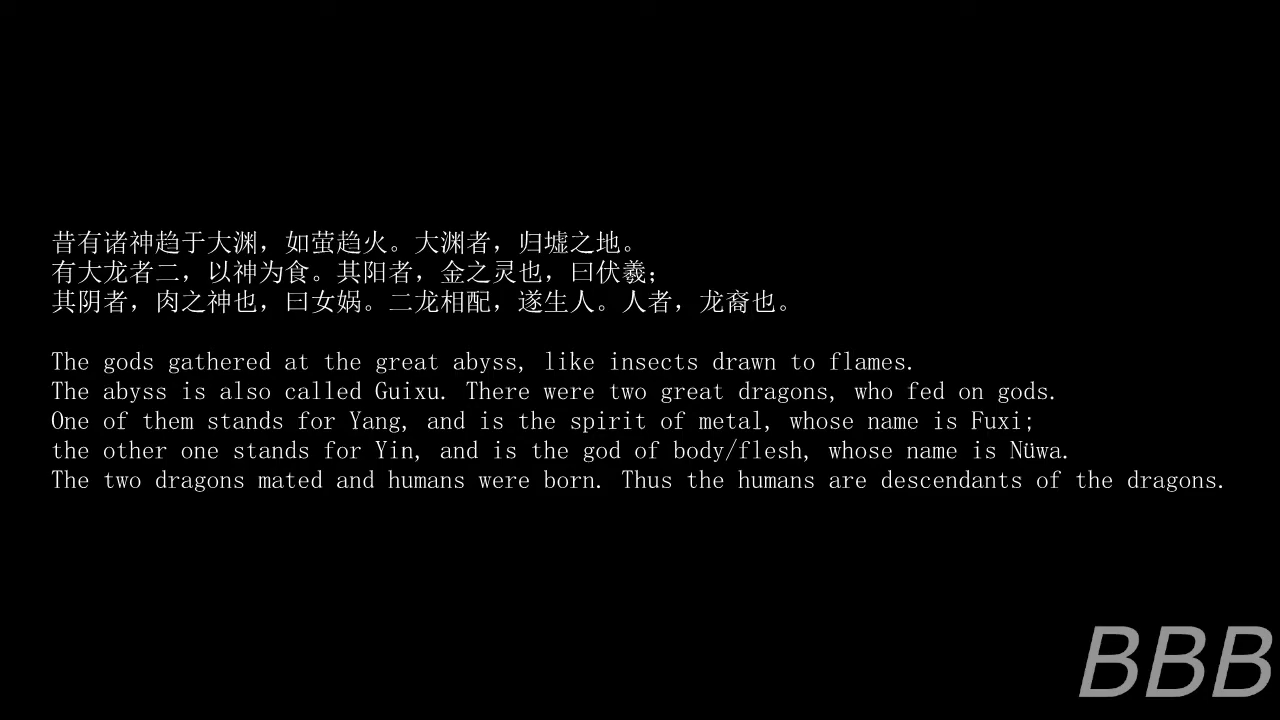 昔有诸神趋于大渊，如萤趋火。大渊者，归墟之地。
有大龙者二，以神为食。其阳者，金之灵也，曰伏羲；
其阴者，肉之神也，曰女娲。二龙相配，遂生人。人者，龙裔也。
The gods gathered at the great abyss, like insects drawn to flames.
The abyss is also called Guixu. There were two great dragons, who fed on gods.
One of them stands for Yang, and is the spirit of metal, whose name is Fuxi;
the other one stands for Yin, and is the god of body/flesh, whose name is Nüwa.
The two dragons mated and humans were born. Thus the humans are descendants of the dragons.
BBB